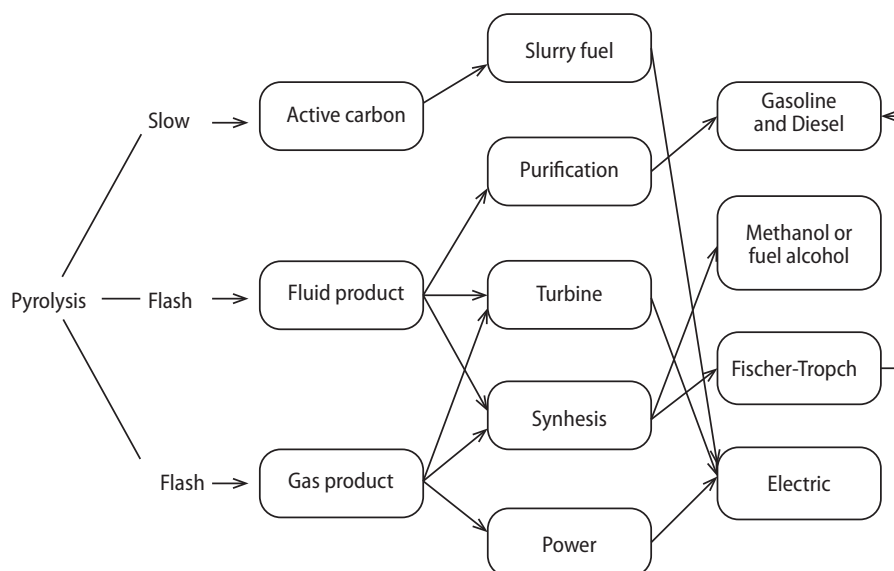 Slurry fuel
Slow
Active carbon
Gasoline
and Diesel
Purification
Methanol or
fuel alcohol
Pyrolysis
Flash
Fluid product
Turbine
Fischer-Tropch
Synhesis
Flash
Gas product
Electric
Power